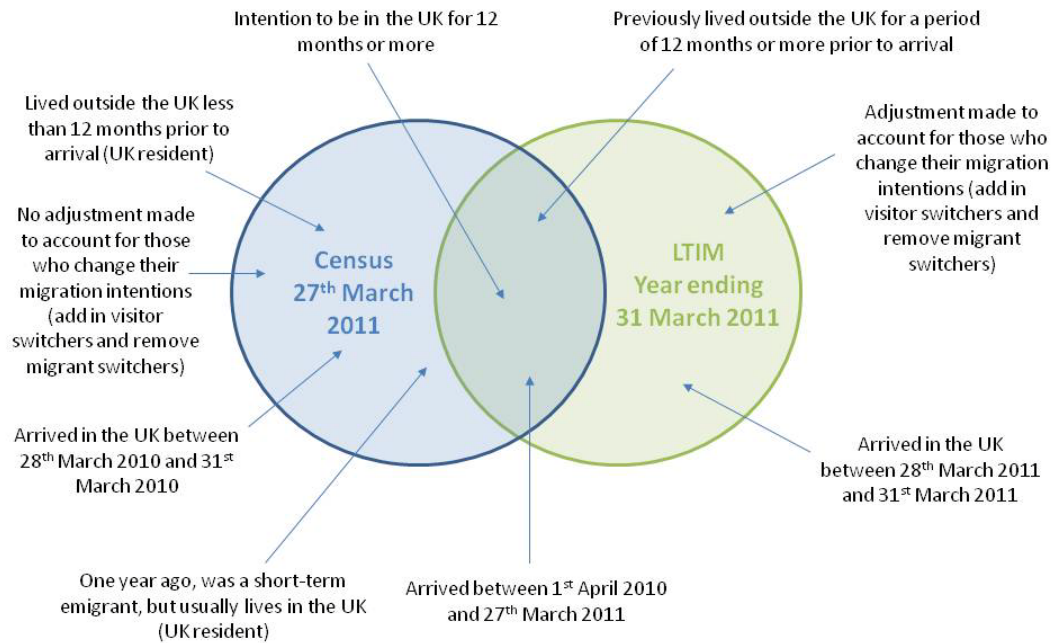 Intention to be in the UK for 12
months or more
Previously lived outside the UK for a period
of 12 months or more prior to arrival
Lived outside the UK less
than 12 months prior to
arrival (UK resident)
Adjustment made to
account for those who
change their migration
intentions (add in
visitor switchers and
remove migrant
switchers)
No adjustment made
to account for those
who change their
migration intentions
(add in visitor
switchers and remove
migrant switchers)
Census
27th March
2011
LTIM
Year ending
31 March 2011
Arrived in the UK between
28th March 2010 and 31st
March 2010
Arrived in the UK
between 28th March 2011
and 31st March 2011
One year ago, was a short-term
emigrant, but usually lives in the UK
(UK resident)
Arrived between 1st April 2010
and 27th March 2011